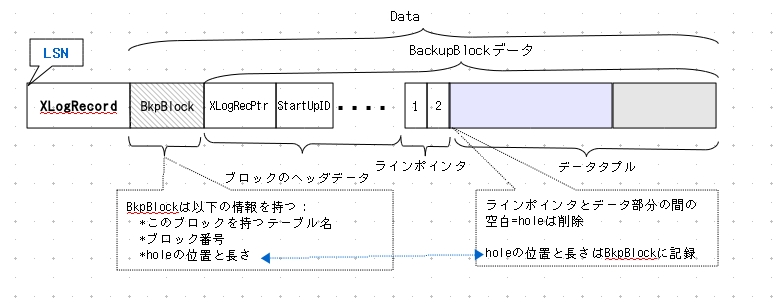 Data
BackupBlockデータ
LSN
XLogRecord
BkpBlock
XLogRecPtr
StartUpID
・・・・
1
2
ブロックのヘッダデータ
ラインポインタ
データタプル
BkpBlockは以下の情報を持つ：
*このブロックを持つテーブル名
*ブロック番号
*holeの位置と長さ
ラインポインタとデータ部分の間の
空白=holeは削除
holeの位置と長さはBkpBlockに記録